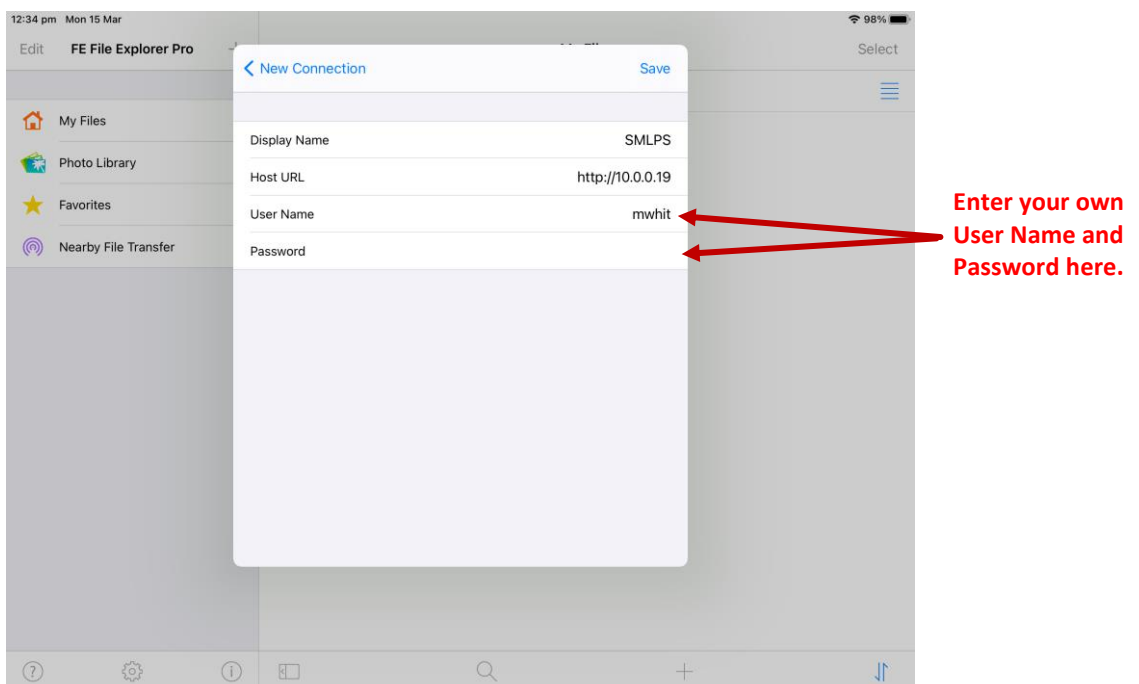 12:34 pm Mon 15 Mar
98%
Edit FE File Explorer Pro
Select
New Connection Save
My Files
Photo Library
Favorites
Nearby File Transfer
Display Name SMLPS
Host URL http://10.0.0.19
User Name mwhit
Password
Enter your own
User Name and
Password here.